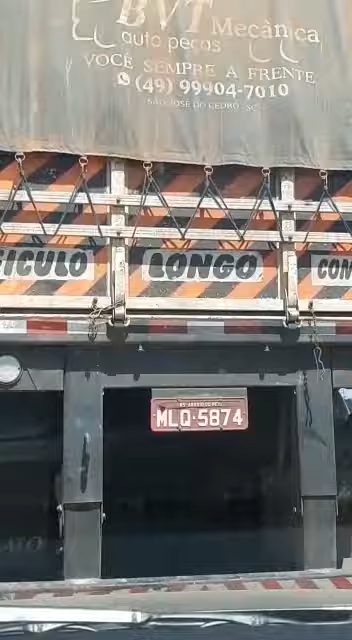 BVT Mecânica
auto peças
VOCÊ SEMPRE A FRENTE
(49) 99904-7010
SÃO JOSÉ DO CEDRO - SC
EICULO LONGO COM
MLQ-5874